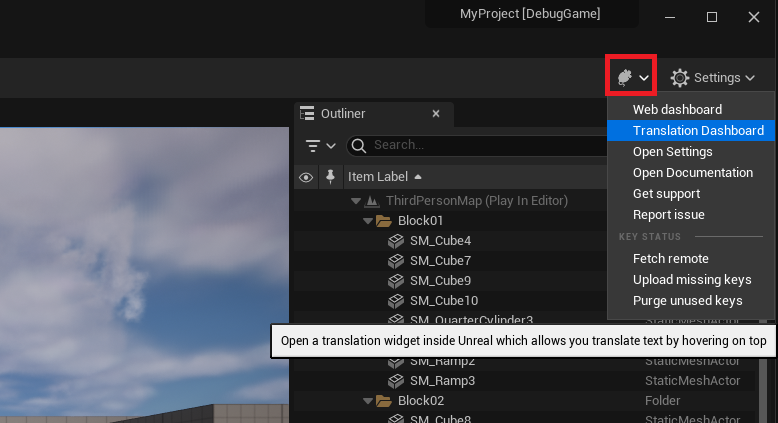 MyProject [DebugGame]
Settings
Web dashboard
Translation Dashboard
Open Settings
Open Documentation
Get support
Report issue
KEY STATUS
Fetch remote
Upload missing keys
Purge unused keys
Outliner
Search...
Item Label
ThirdPersonMap (Play In Editor)
Block01
SM_Cube4
SM_Cube7
SM_Cube9
SM_Cube10
SM_QuarterCylinder3 StaticMeshActor
Open a translation widget inside Unreal which allows you translate text by hovering on top
SM_Ramp2 StaticMeshActor
SM_Ramp3 StaticMeshActor
Block02 Folder
SM_Cube8 StaticMeshActor